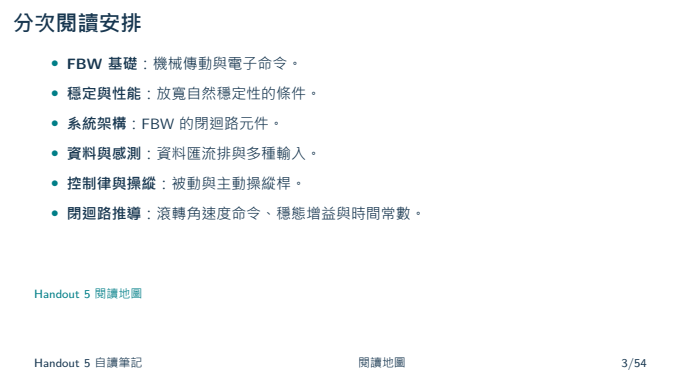 分次閱讀安排
• FBW 基礎：機械傳動與電子命令。
• 穩定與性能：放寬自然穩定性的條件。
• 系統架構：FBW 的閉迴路元件。
• 資料與感測：資料匯流排與多種輸入。
• 控制律與操縱：被動與主動操縱桿。
• 閉迴路推導：滾轉角速度命令、穩態增益與時間常數。
Handout 5 閱讀地圖
Handout 5 自讀筆記 閱讀地圖 3/54